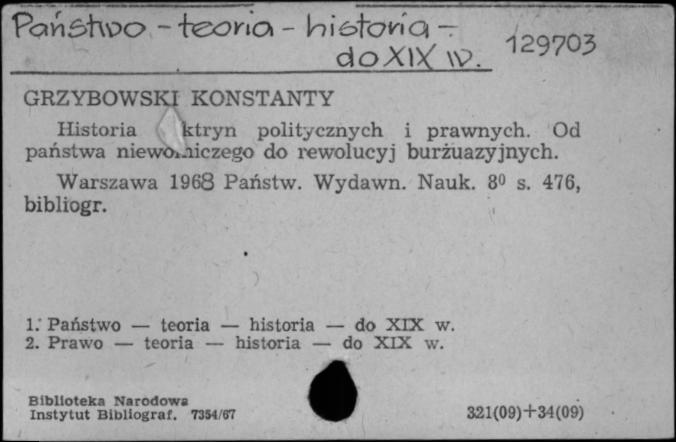 Państwo - teoria - historia -
do XIX w.
129703
GRZYBOWSKI KONSTANTY
Historia ktryn politycznych i prawnych. Od
państwa niewolniczego do rewolucyj burżuazyjnych.
Warszawa 1968 Państw. Wydawn. Nauk. 8⁰ s. 476,
bibliogr.
1. Państwo — teoria — historia — do XIX w.
2. Prawo — teoria — historia — do XIX w.
Biblioteka Narodowa
Instytut Bibliograf. 7354/67
321(09)+34(09)